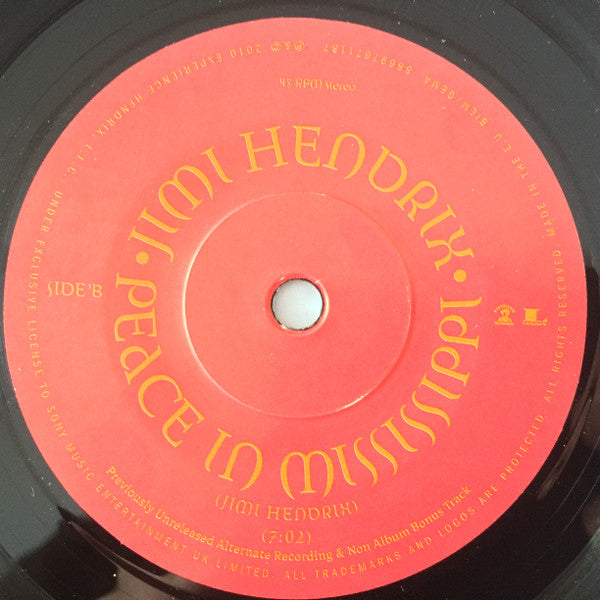 45 RPM Stereo
JIMI HENDRIX
PEACE IN MISSISSIPPI
SIDE B
(JIMI HENDRIX)
(7:02)
Previously Unreleased Alternate Recording & Non Album Bonus Track
℗ & © 2010 EXPERIENCE HENDRIX, L.L.C. UNDER EXCLUSIVE LICENSE TO SONY MUSIC ENTERTAINMENT UK LIMITED. ALL TRADEMARKS AND LOGOS ARE PROTECTED. ALL RIGHTS RESERVED. MADE IN THE E.U. BIEM/GEMA 88697671187